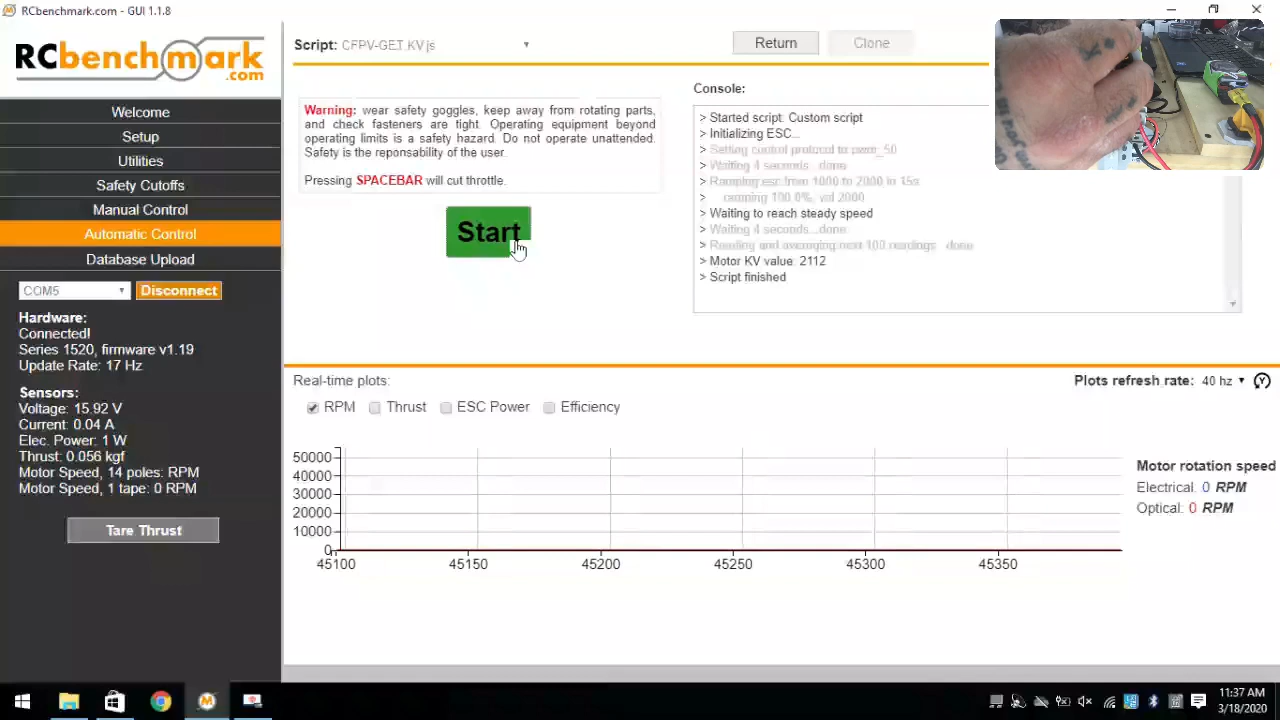 RCbenchmark.com - GUI 1.1.8
RCbenchmark
.com
Welcome
Setup
Utilities
Safety Cutoffs
Manual Control
Automatic Control
Database Upload
COM5
Disconnect
Hardware:
Connected!
Series 1520, firmware v1.19
Update Rate: 17 Hz
Sensors:
Voltage: 15.92 V
Current: 0.04 A
Elec. Power: 1 W
Thrust: 0.056 kgf
Motor Speed, 14 poles: RPM
Motor Speed, 1 tape: 0 RPM
Tare Thrust
Script: CFPV-GET KV.js
Return
Clone
Warning: wear safety goggles, keep away from rotating parts,
and check fasteners are tight. Operating equipment beyond
operating limits is a safety hazard. Do not operate unattended.
Safety is the reponsability of the user.
Pressing SPACEBAR will cut throttle.
Start
Console:
> Started script: Custom script
> Initializing ESC...
> Setting control protocol to pwm_50
> Waiting 4 seconds...done
> Ramping esc from 1000 to 2000 in 15s
> ramping 100.0%, val 2000
> Waiting to reach steady speed
> Waiting 4 seconds...done
> Reading and averaging next 100 readings...done
> Motor KV value: 2112
> Script finished
Real-time plots:
Plots refresh rate: 40 hz
RPM
Thrust
ESC Power
Efficiency
50000
40000
30000
20000
10000
0
45100
45150
45200
45250
45300
45350
Motor rotation speed
Electrical: 0 RPM
Optical: 0 RPM
11:37 AM
3/18/2020